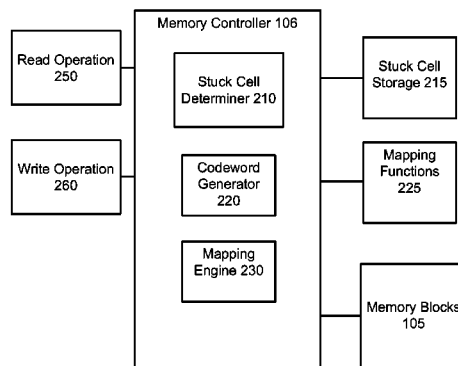 Memory Controller 106
Read Operation
250
Stuck Cell
Determiner 210
Stuck Cell
Storage 215
Write Operation
260
Codeword
Generator
220
Mapping
Functions
225
Mapping
Engine 230
Memory Blocks
105